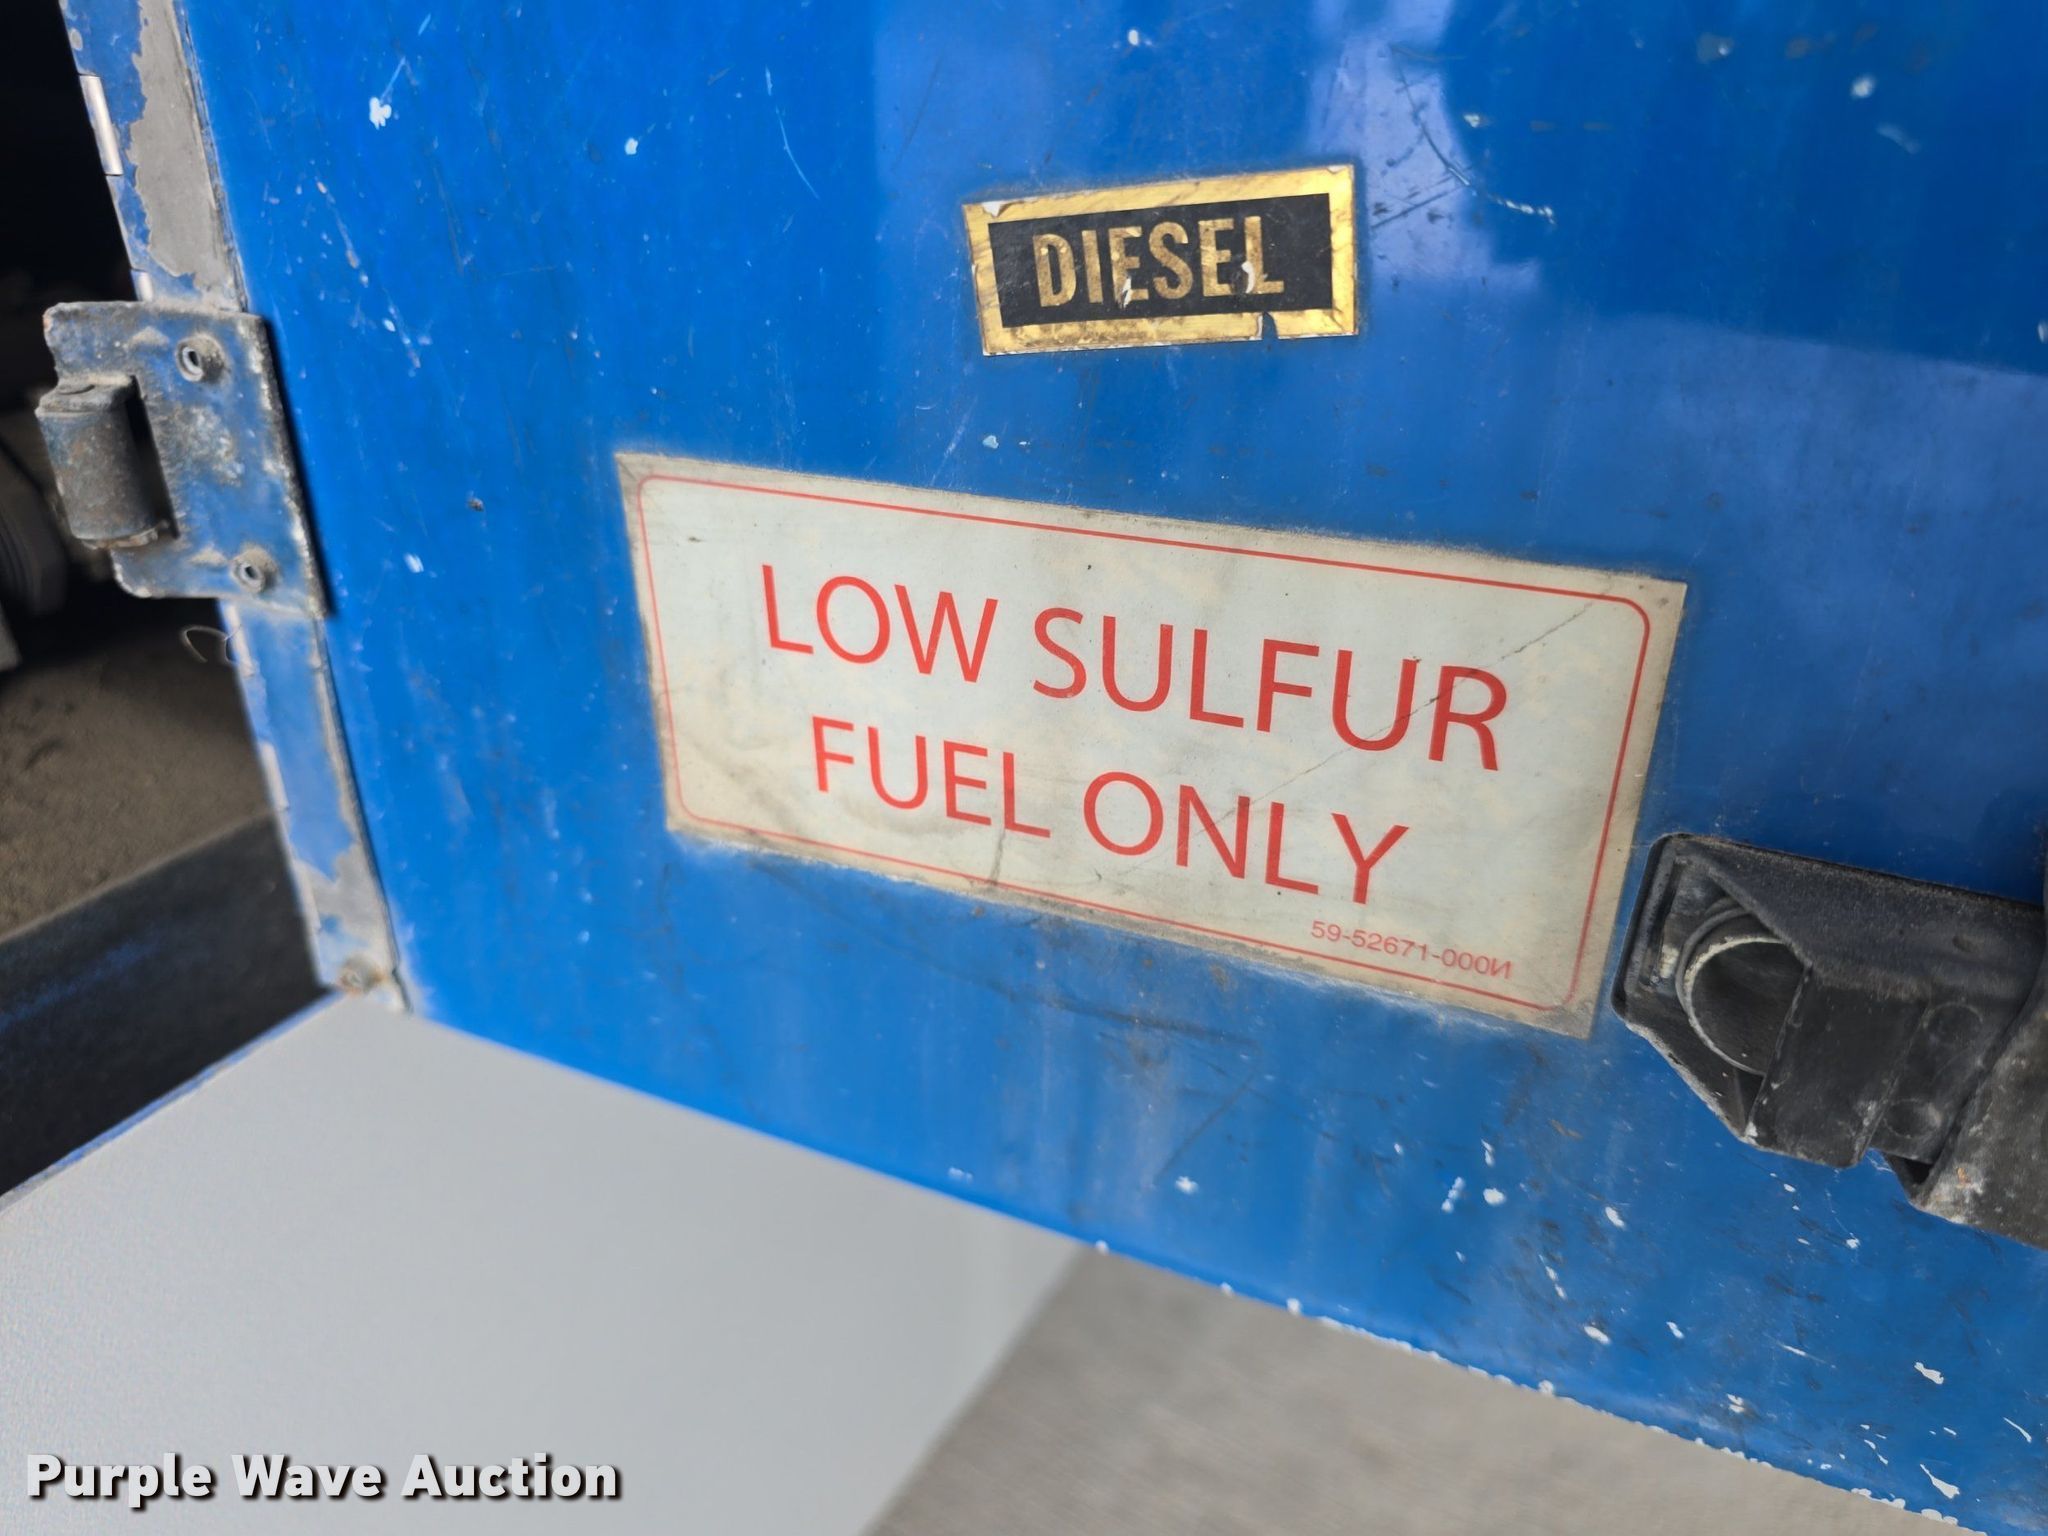 DIESEL
LOW SULFUR
FUEL ONLY
59-52671-000И
Purple Wave Auction